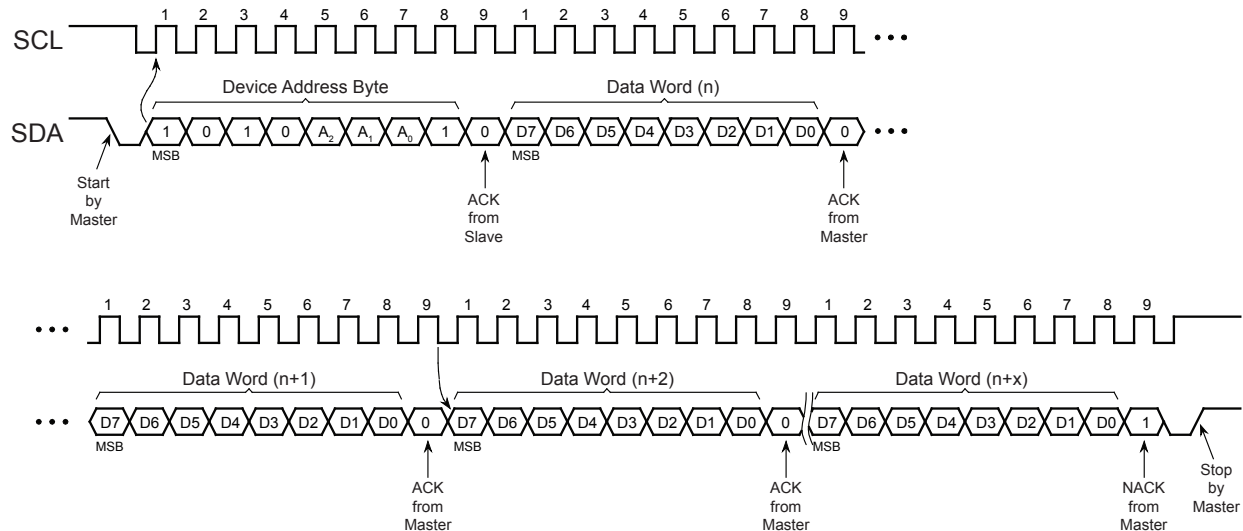 1 2 3 4 5 6 7 8 9 1 2 3 4 5 6 7 8 9
SCL
Device Address Byte Data Word (n)
SDA 1 0 1 0 A2 A1 A0 1 0 D7 D6 D5 D4 D3 D2 D1 D0 0
MSB MSB
Start
by
Master
ACK
from
Slave
ACK
from
Master
1 2 3 4 5 6 7 8 9 1 2 3 4 5 6 7 8 9 1 2 3 4 5 6 7 8 9
Data Word (n+1) Data Word (n+2) Data Word (n+x)
D7 D6 D5 D4 D3 D2 D1 D0 0 D7 D6 D5 D4 D3 D2 D1 D0 0 D7 D6 D5 D4 D3 D2 D1 D0 1
MSB MSB MSB
ACK
from
Master
ACK
from
Master
NACK
from
Master
Stop
by
Master